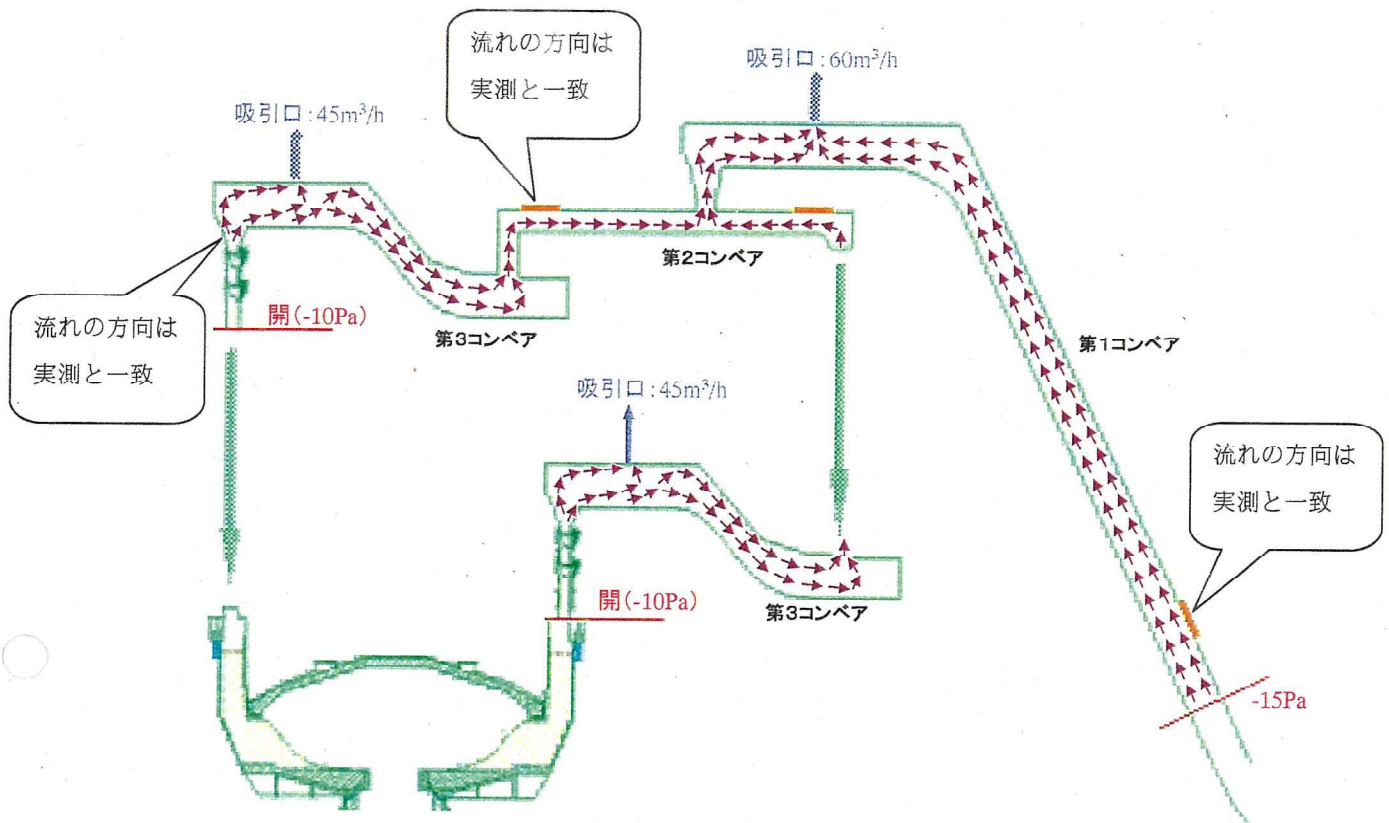 流れの方向は
実測と一致
吸引口:60m³/h
吸引口:45m³/h
第2コンベア
開(-10Pa)
流れの方向は
実測と一致
第3コンベア
第1コンベア
吸引口:45m³/h
流れの方向は
実測と一致
開(-10Pa)
第3コンベア
-15Pa